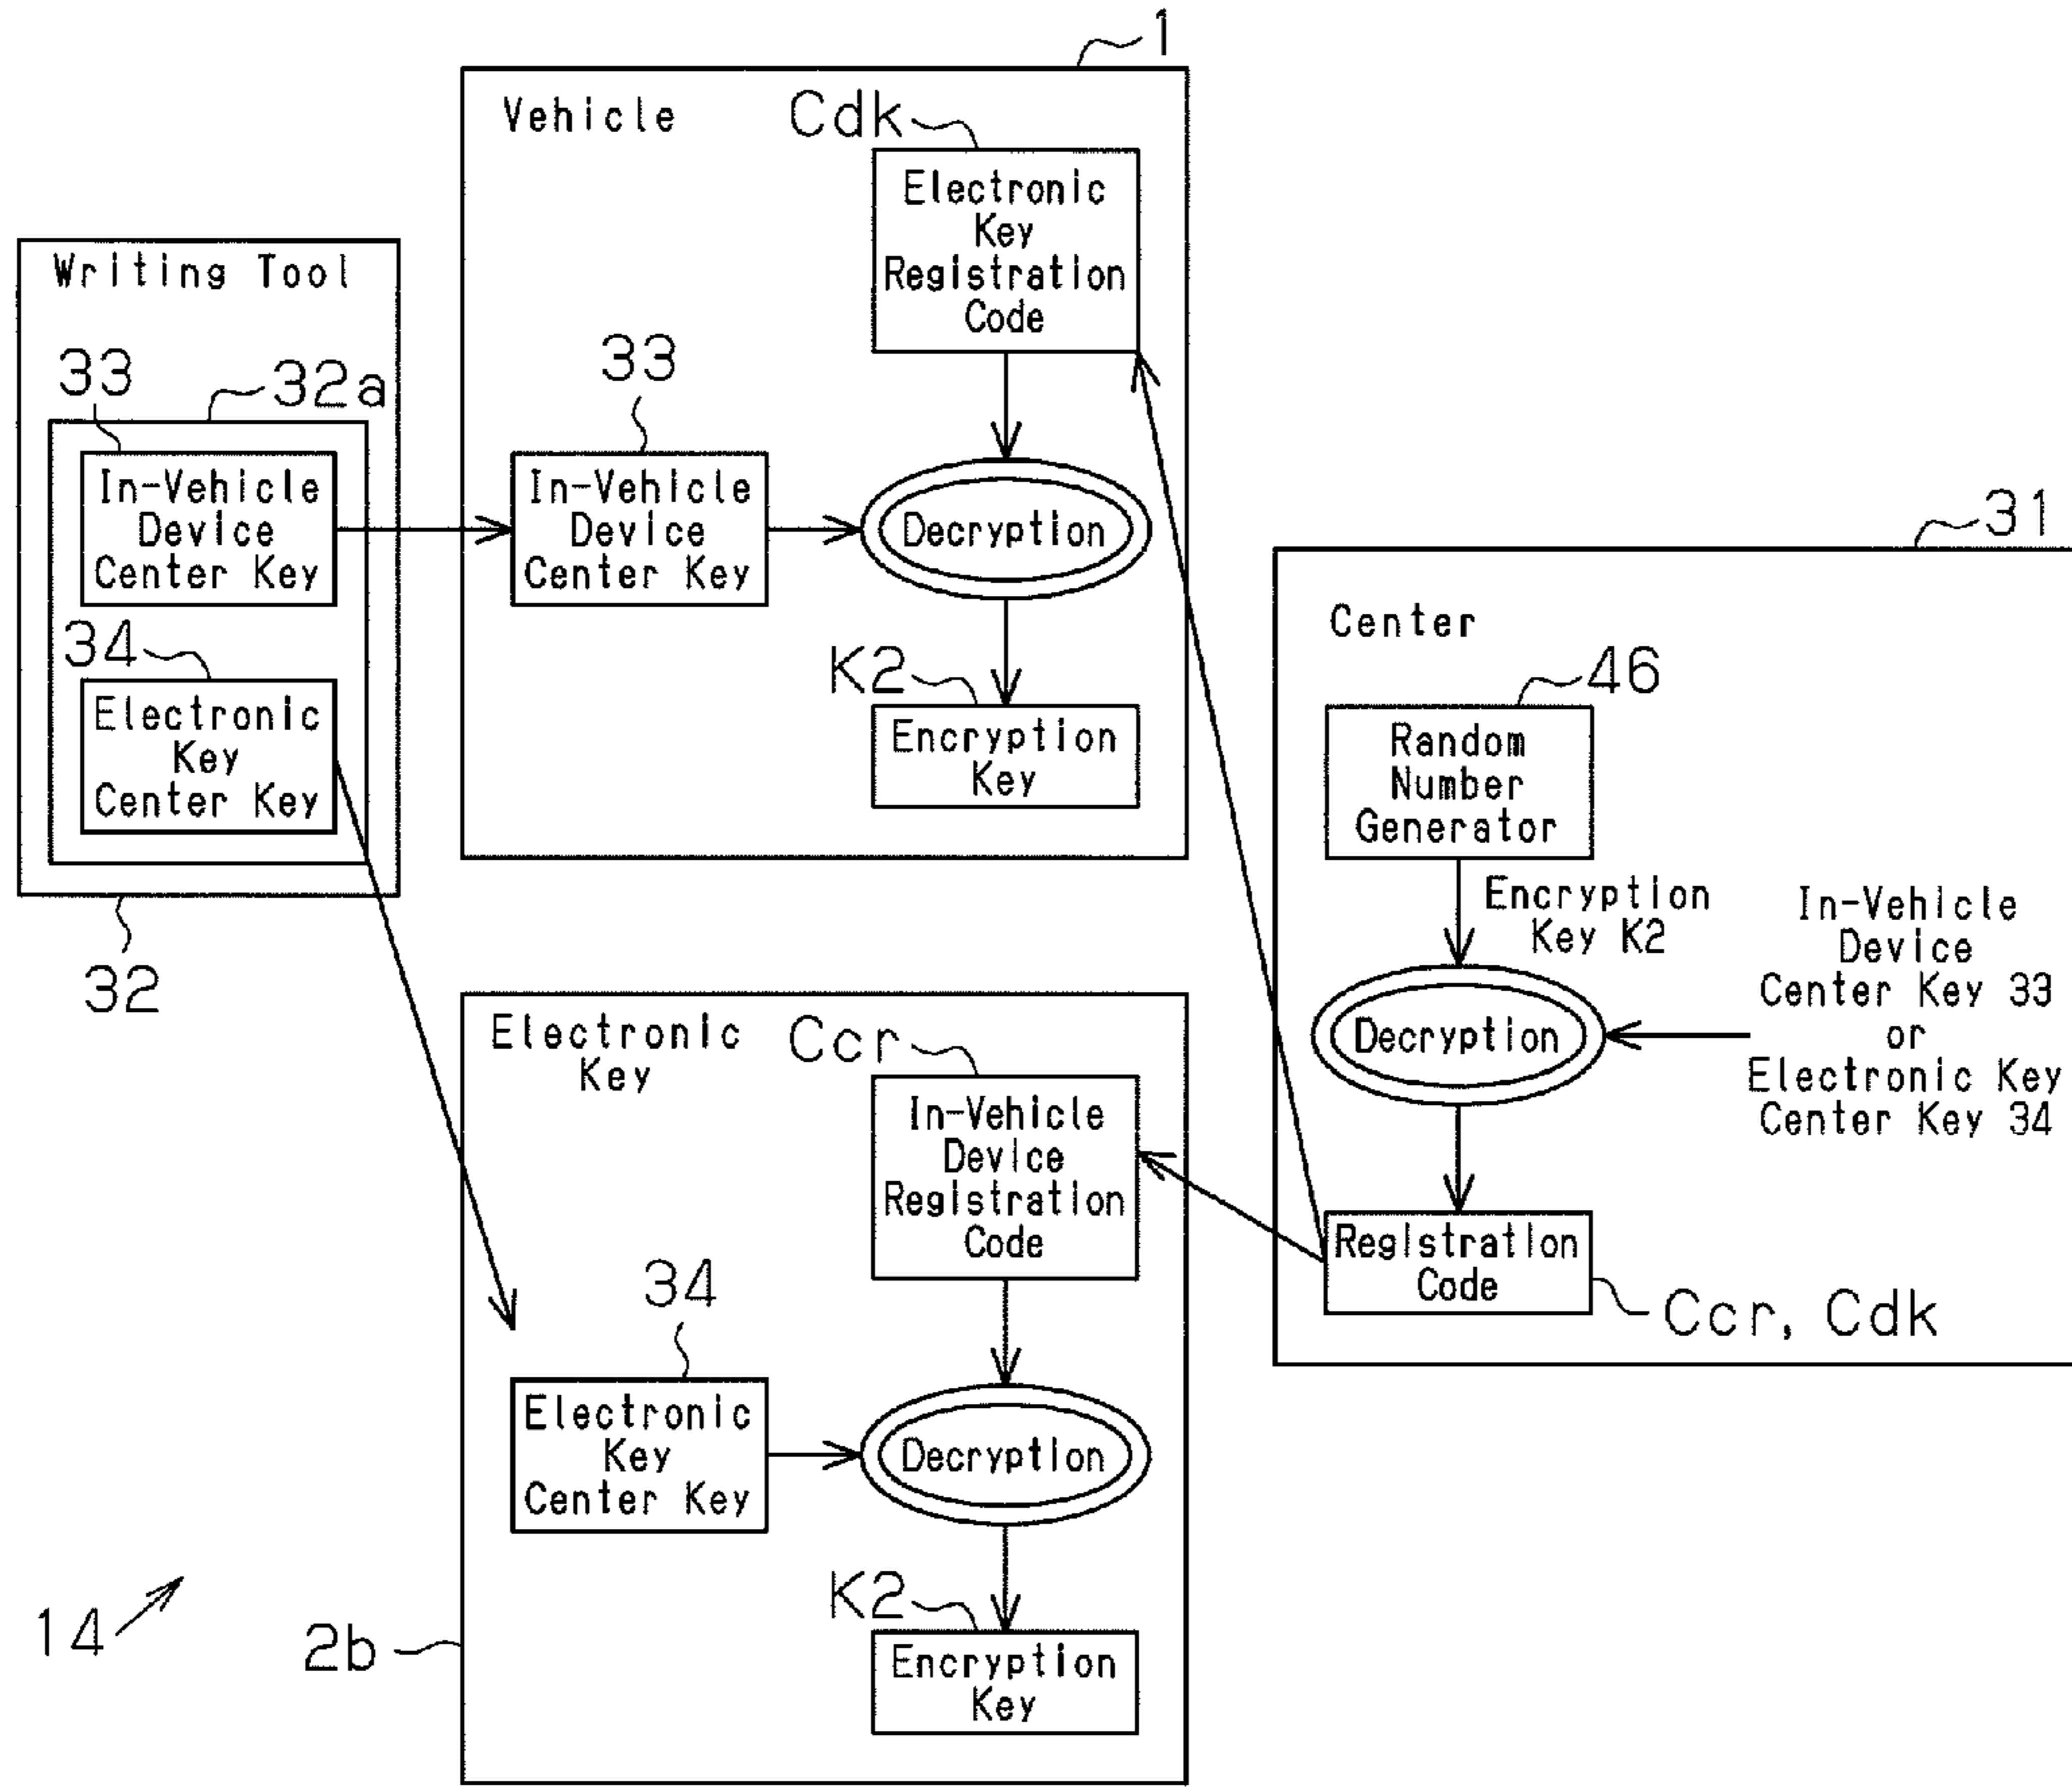 1
Vehicle
Cdk
Electronic
Key
Registration
Code
Writing Tool
33
32a
In-Vehicle
Device
Center Key
34
Electronic
Key
Center Key
32
33
In-Vehicle
Device
Center Key
Decryption
K2
Encryption
Key
31
Center
46
Random
Number
Generator
Encryption
Key K2
In-Vehicle
Device
Center Key 33
or
Electronic Key
Center Key 34
Decryption
Registration
Code
Ccr, Cdk
Electronic
Key
Ccr
In-Vehicle
Device
Registration
Code
34
Electronic
Key
Center Key
Decryption
K2
Encryption
Key
14
2b